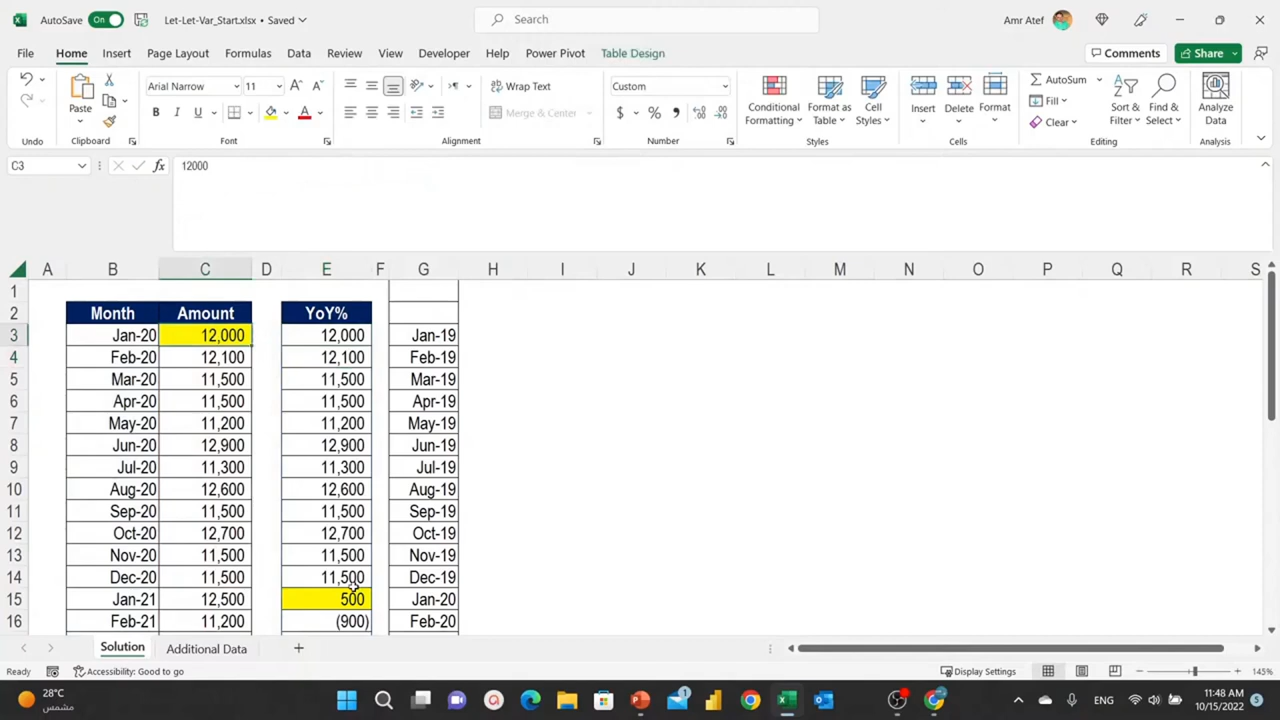 AutoSave On Let-Let-Var_Start.xlsx • Saved Search Amr Atef
File Home Insert Page Layout Formulas Data Review View Developer Help Power Pivot Table Design Comments Share
Paste Arial Narrow 11 Wrap Text Custom Conditional Formatting Format as Table Cell Styles Insert Delete Format AutoSum Sort & Filter Find & Select Analyze Data
B I U Merge & Center $ % Fill
Clear
Undo Clipboard Font Alignment Number Styles Cells Editing Analysis
C3 fx 12000
A B C D E F G H I J K L M N O P Q R S
1
2 Month Amount YoY%
3 Jan-20 12,000 12,000 Jan-19
4 Feb-20 12,100 12,100 Feb-19
5 Mar-20 11,500 11,500 Mar-19
6 Apr-20 11,500 11,500 Apr-19
7 May-20 11,200 11,200 May-19
8 Jun-20 12,900 12,900 Jun-19
9 Jul-20 11,300 11,300 Jul-19
10 Aug-20 12,600 12,600 Aug-19
11 Sep-20 11,500 11,500 Sep-19
12 Oct-20 12,700 12,700 Oct-19
13 Nov-20 11,500 11,500 Nov-19
14 Dec-20 11,500 11,500 Dec-19
15 Jan-21 12,500 500 Jan-20
16 Feb-21 11,200 (900) Feb-20
Solution Additional Data
Ready Accessibility: Good to go Display Settings 145%
28°C
مشمس
ENG 11:48 AM
10/15/2022